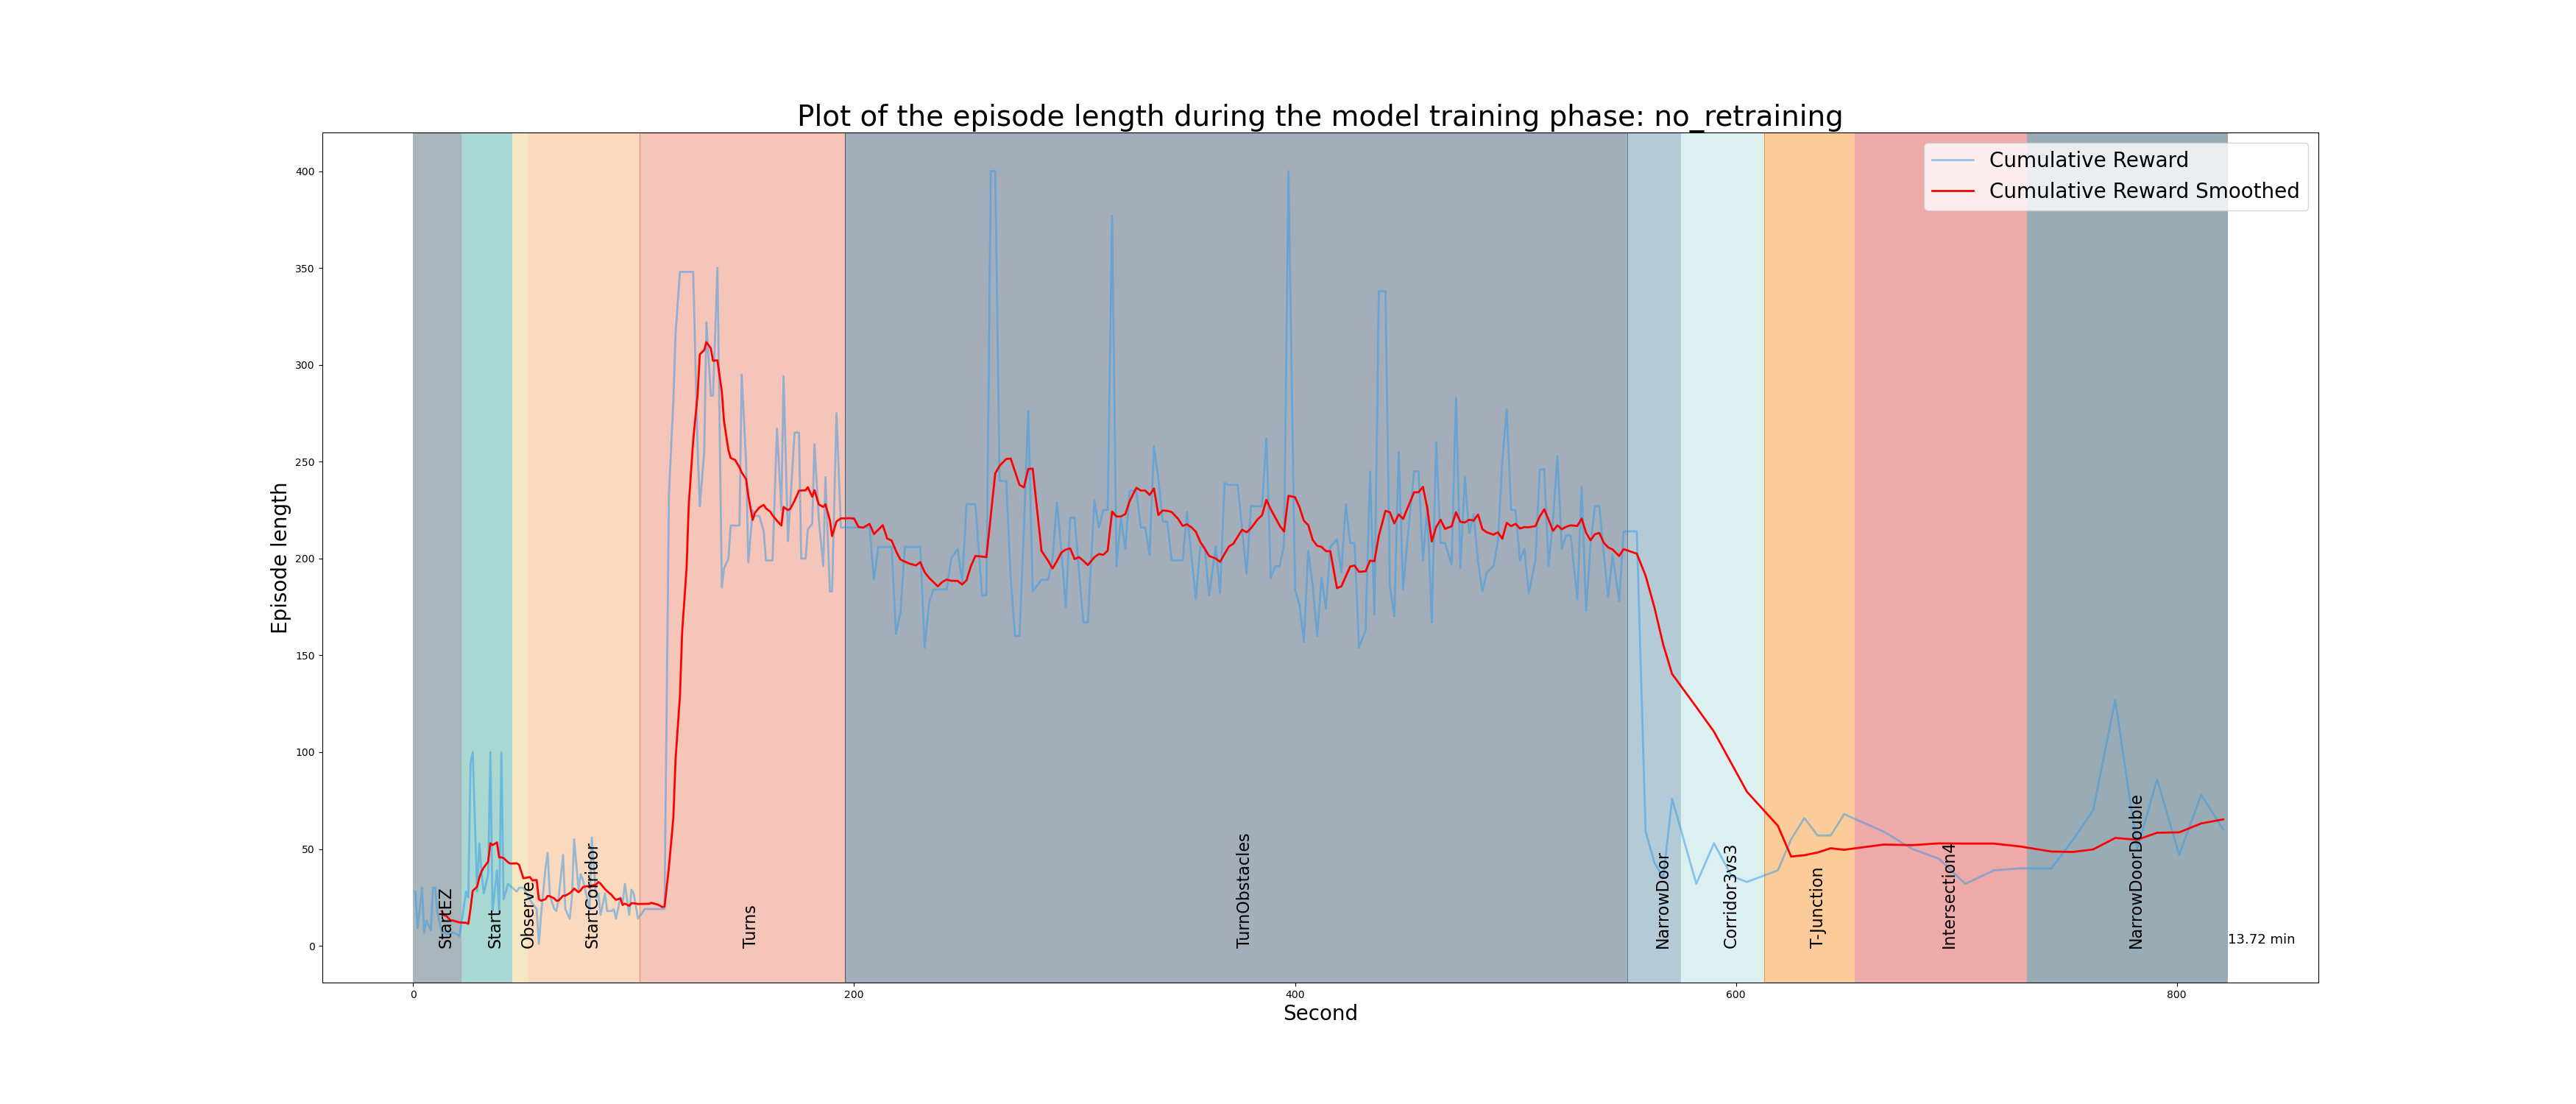 Plot of the episode length during the model training phase: no_retraining
Cumulative Reward
Cumulative Reward Smoothed
Episode length
400
350
300
250
200
150
100
50
0
StartEZ
Start
Observe
StartCorridor
Turns
TurnObstacles
NarrowDoor
Corridor3vs3
T-Junction
Intersection4
NarrowDoorDouble
13.72 min
0
200
400
600
800
Second